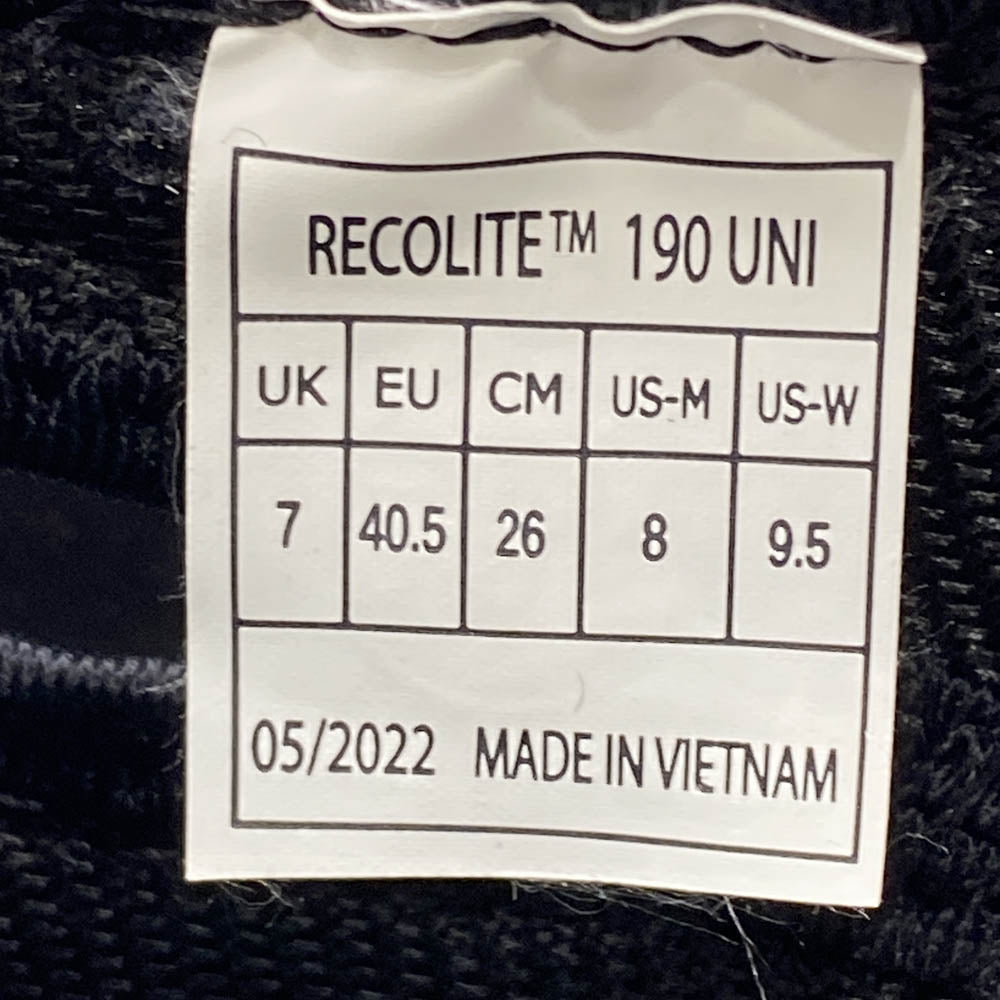 RECOLITE™ 190 UNI
UK EU CM US-M US-W
7 40.5 26 8 9.5
05/2022 MADE IN VIETNAM